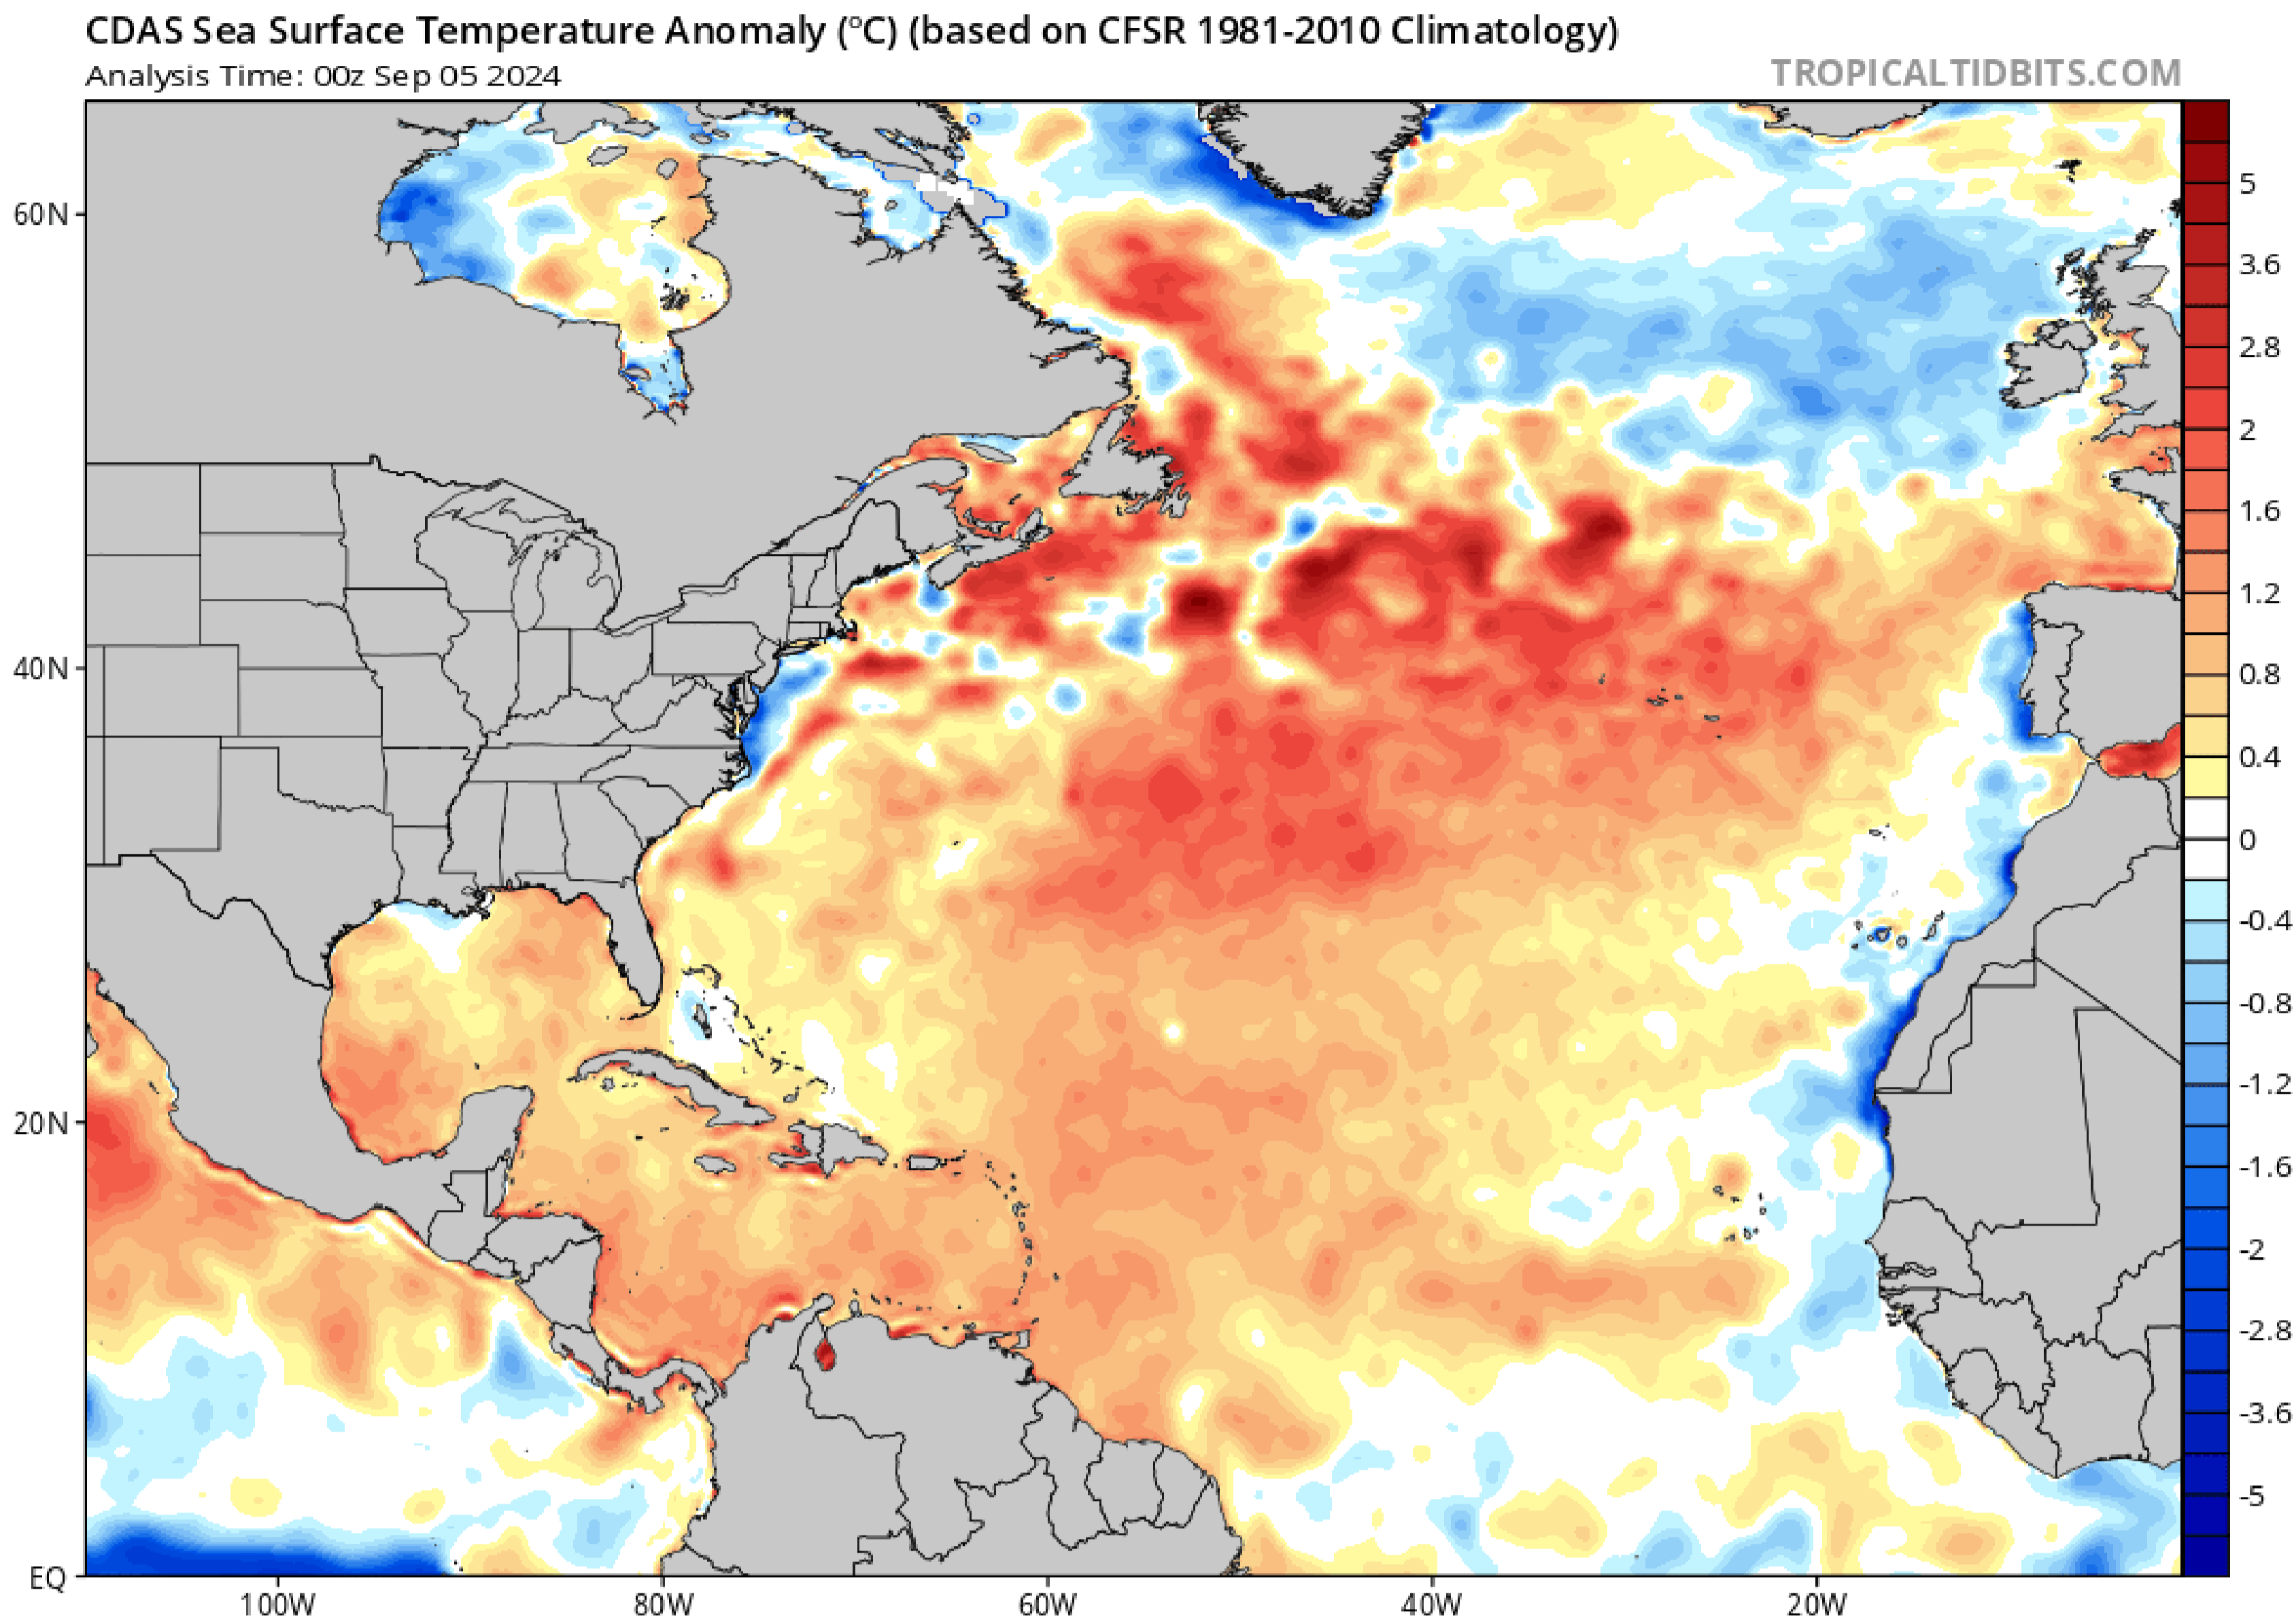 CDAS Sea Surface Temperature Anomaly (°C) (based on CFSR 1981-2010 Climatology)
Analysis Time: 00z Sep 05 2024
TROPICALTIDBITS.COM
60N
40N
20N
EQ
100W
80W
60W
40W
20W
5
3.6
2.8
2
1.6
1.2
0.8
0.4
0
-0.4
-0.8
-1.2
-1.6
-2
-2.8
-3.6
-5